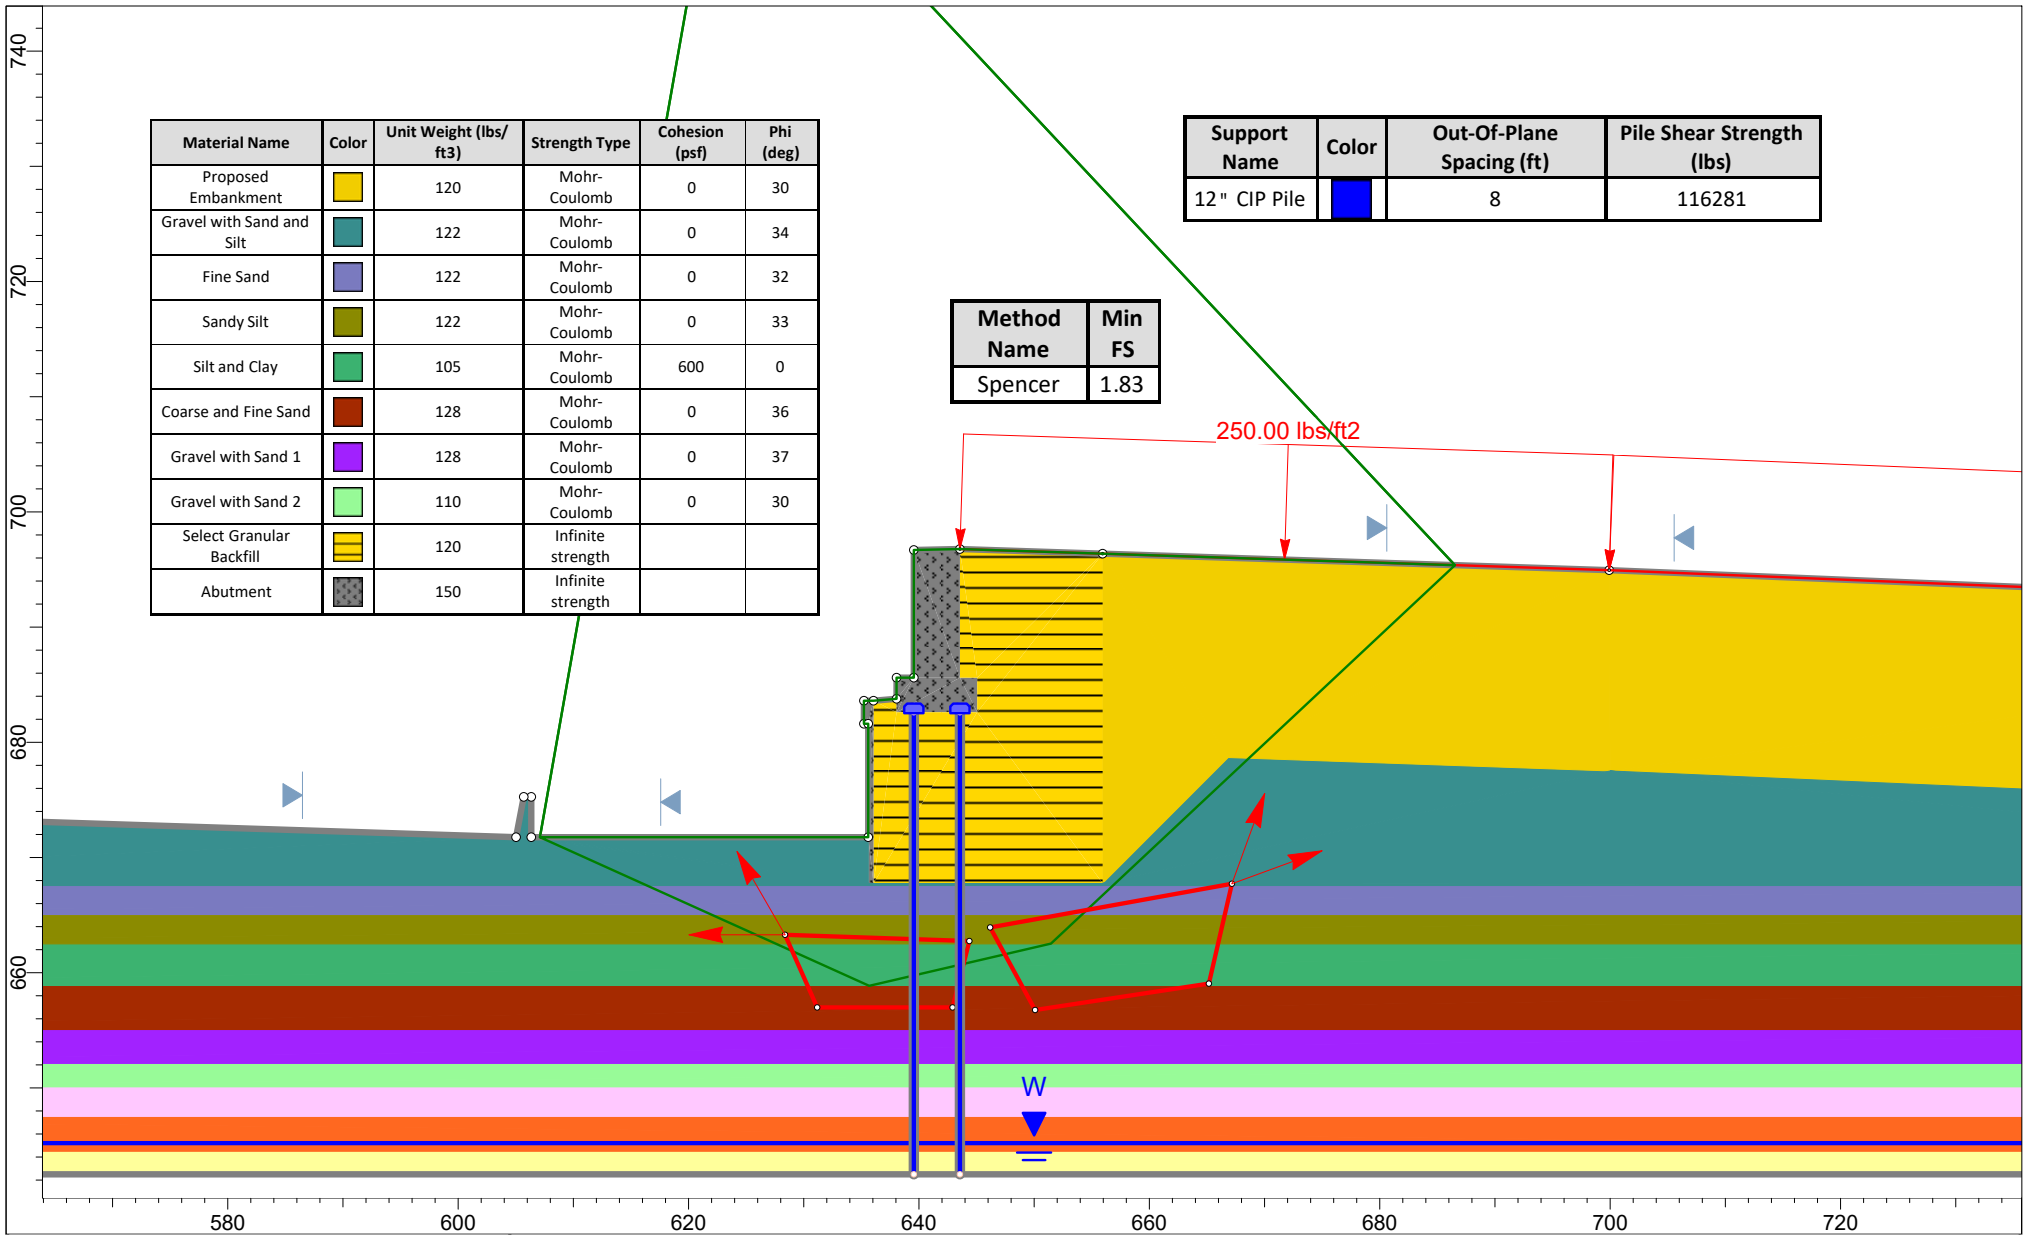 740
720
700
680
660
Material Name Color Unit Weight (lbs/ Strength Type Cohesion Phi
ft3) (psf) (deg)
Proposed Embankment 120 Mohr-Coulomb 0 30
Gravel with Sand and Silt 122 Mohr-Coulomb 0 34
Fine Sand 122 Mohr-Coulomb 0 32
Sandy Silt 122 Mohr-Coulomb 0 33
Silt and Clay 105 Mohr-Coulomb 600 0
Coarse and Fine Sand 128 Mohr-Coulomb 0 36
Gravel with Sand 1 128 Mohr-Coulomb 0 37
Gravel with Sand 2 110 Mohr-Coulomb 0 30
Select Granular Backfill 120 Infinite strength
Abutment 150 Infinite strength
Support Name Color Out-Of-Plane Spacing (ft) Pile Shear Strength (lbs)
12" CIP Pile 8 116281
Method Name Min FS
Spencer 1.83
250.00 lbs/ft2
W
580 600 620 640 660 680 700 720